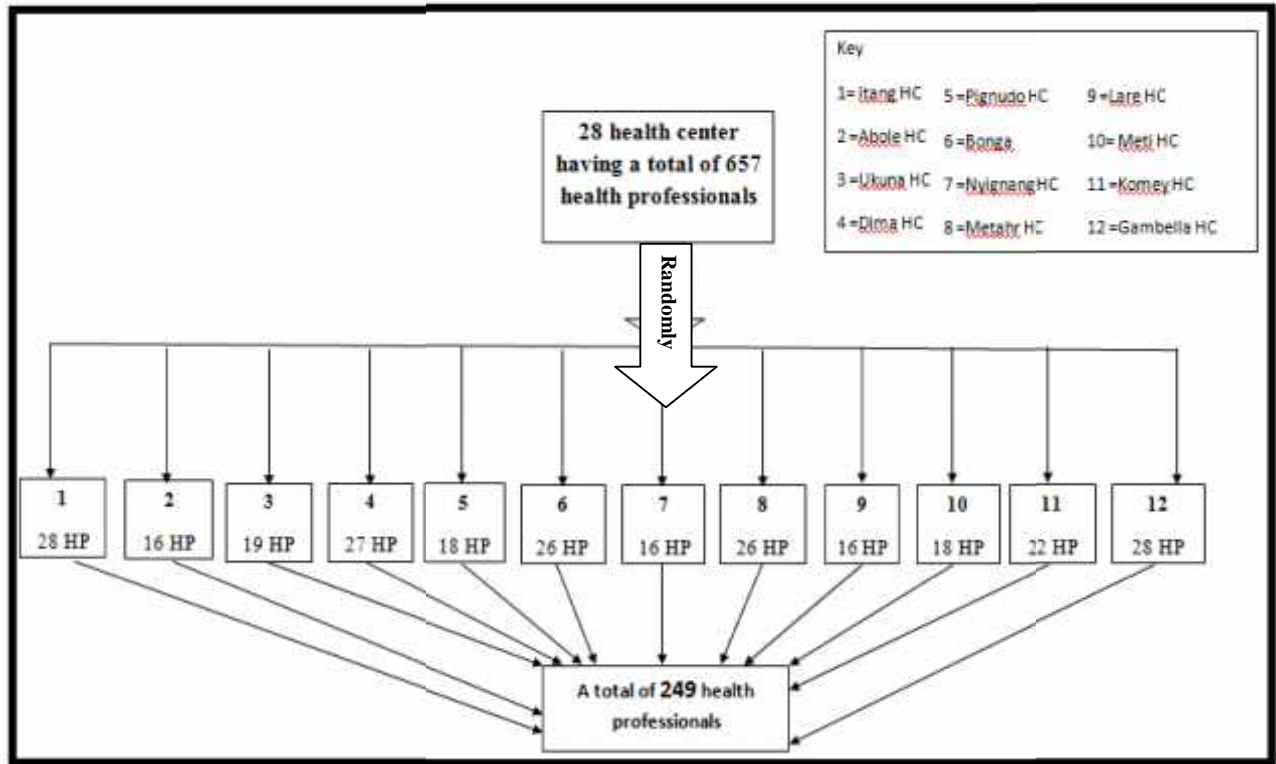 28 health center
having a total of 657
health professionals
Key
1=Itang HC 5=Pignudo HC 9=Lare HC
2=Abole HC 6=Bonga 10= Meti HC
3=Ukuna HC 7=Nyignang HC 11=Komey HC
4=Dima HC 8=Metahr HC 12=Gambella HC
Randomly
1 2 3 4 5 6 7 8 9 10 11 12
28 HP 16 HP 19 HP 27 HP 18 HP 26 HP 16 HP 26 HP 16 HP 18 HP 22 HP 28 HP
A total of 249 health
professionals